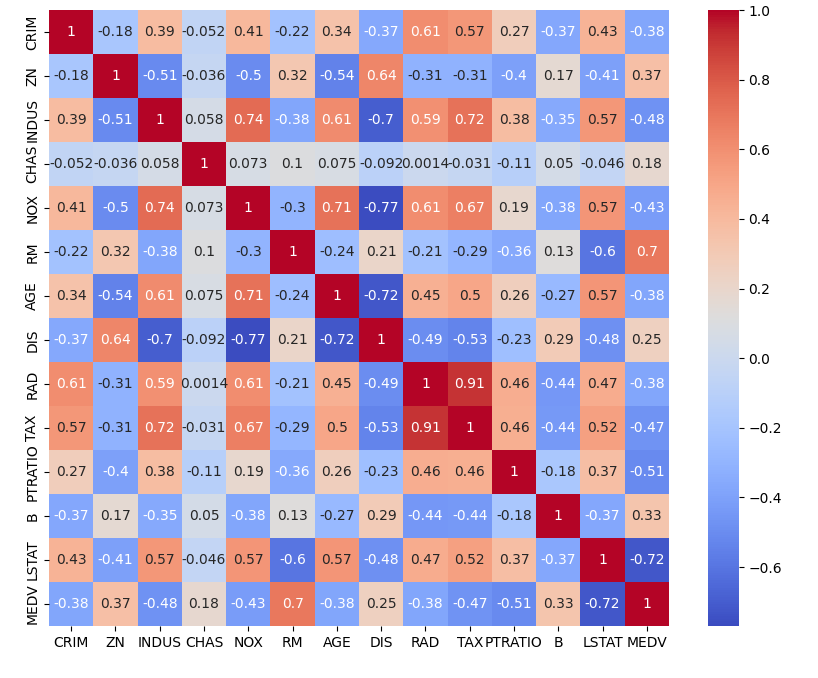 CRIM 1 -0.18 0.39 -0.052 0.41 -0.22 0.34 -0.37 0.61 0.57 0.27 -0.37 0.43 -0.38
ZN -0.18 1 -0.51 -0.036 -0.5 0.32 -0.54 0.64 -0.31 -0.31 -0.4 0.17 -0.41 0.37
INDUS 0.39 -0.51 1 0.058 0.74 -0.38 0.61 -0.7 0.59 0.72 0.38 -0.35 0.57 -0.48
CHAS -0.052 -0.036 0.058 1 0.073 0.1 0.075 -0.092 0.0014 -0.031 -0.11 0.05 -0.046 0.18
NOX 0.41 -0.5 0.74 0.073 1 -0.3 0.71 -0.77 0.61 0.67 0.19 -0.38 0.57 -0.43
RM -0.22 0.32 -0.38 0.1 -0.3 1 -0.24 0.21 -0.21 -0.29 -0.36 0.13 -0.6 0.7
AGE 0.34 -0.54 0.61 0.075 0.71 -0.24 1 -0.72 0.45 0.5 0.26 -0.27 0.57 -0.38
DIS -0.37 0.64 -0.7 -0.092 -0.77 0.21 -0.72 1 -0.49 -0.53 -0.23 0.29 -0.48 0.25
RAD 0.61 -0.31 0.59 0.0014 0.61 -0.21 0.45 -0.49 1 0.91 0.46 -0.44 0.47 -0.38
TAX 0.57 -0.31 0.72 -0.031 0.67 -0.29 0.5 -0.53 0.91 1 0.46 -0.44 0.52 -0.47
PTRATIO 0.27 -0.4 0.38 -0.11 0.19 -0.36 0.26 -0.23 0.46 0.46 1 -0.18 0.37 -0.51
B -0.37 0.17 -0.35 0.05 -0.38 0.13 -0.27 0.29 -0.44 -0.44 -0.18 1 -0.37 0.33
LSTAT 0.43 -0.41 0.57 -0.046 0.57 -0.6 0.57 -0.48 0.47 0.52 0.37 -0.37 1 -0.72
MEDV -0.38 0.37 -0.48 0.18 -0.43 0.7 -0.38 0.25 -0.38 -0.47 -0.51 0.33 -0.72 1
CRIM ZN INDUS CHAS NOX RM AGE DIS RAD TAX PTRATIO B LSTAT MEDV
1.0
0.8
0.6
0.4
0.2
0.0
−0.2
−0.4
−0.6